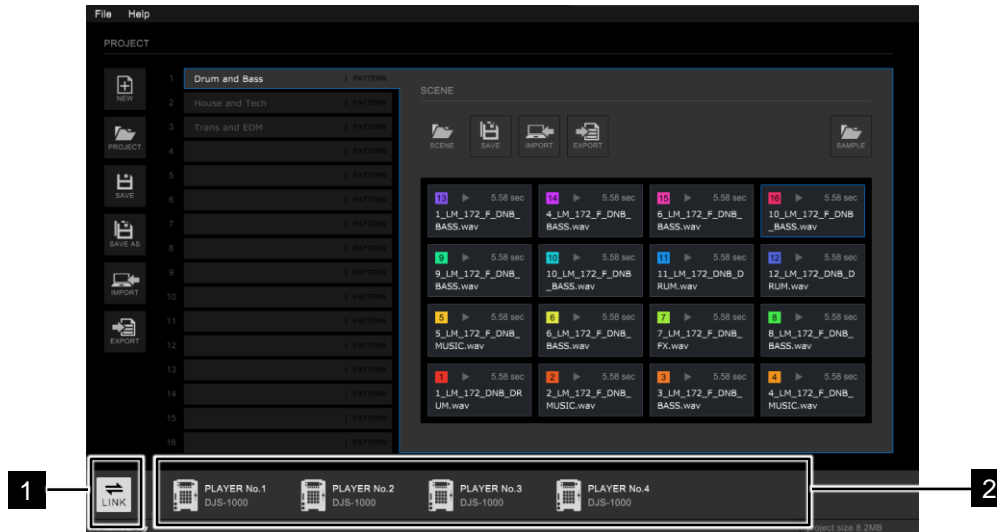 File Help
PROJECT
NEW
PROJECT
SAVE
SAVE AS
IMPORT
EXPORT
1 Drum and Bass | PATTERN
2 House and Tech | PATTERN
3 Trans and EDM | PATTERN
4 | PATTERN
5 | PATTERN
6 | PATTERN
7 | PATTERN
8 | PATTERN
9 | PATTERN
10 | PATTERN
11 | PATTERN
12 | PATTERN
13 | PATTERN
14 | PATTERN
15 | PATTERN
16 | PATTERN
SCENE
SCENE SAVE IMPORT EXPORT SAMPLE
13 5.58 sec
1_LM_172_F_DNB_
BASS.wav
14 5.58 sec
4_LM_172_F_DNB_
BASS.wav
15 5.58 sec
6_LM_172_F_DNB_
BASS.wav
16 5.58 sec
10_LM_172_F_DNB
_BASS.wav
9 5.58 sec
9_LM_172_F_DNB_
BASS.wav
10 5.58 sec
10_LM_172_F_DNB
_BASS.wav
11 5.58 sec
11_LM_172_DNB_D
RUM.wav
12 5.58 sec
12_LM_172_DNB_D
RUM.wav
5 5.58 sec
5_LM_172_F_DNB_
MUSIC.wav
6 5.58 sec
6_LM_172_F_DNB_
BASS.wav
7 5.58 sec
7_LM_172_F_DNB_
FX.wav
8 5.58 sec
8_LM_172_F_DNB_
BASS.wav
1 5.58 sec
1_LM_172_DNB_DR
UM.wav
2 5.58 sec
2_LM_172_F_DNB_
MUSIC.wav
3 5.58 sec
3_LM_172_F_DNB_
BASS.wav
4 5.58 sec
4_LM_172_F_DNB_
MUSIC.wav
1
LINK
PLAYER No.1
DJS-1000
PLAYER No.2
DJS-1000
PLAYER No.3
DJS-1000
PLAYER No.4
DJS-1000
2
Project size 8.2MB